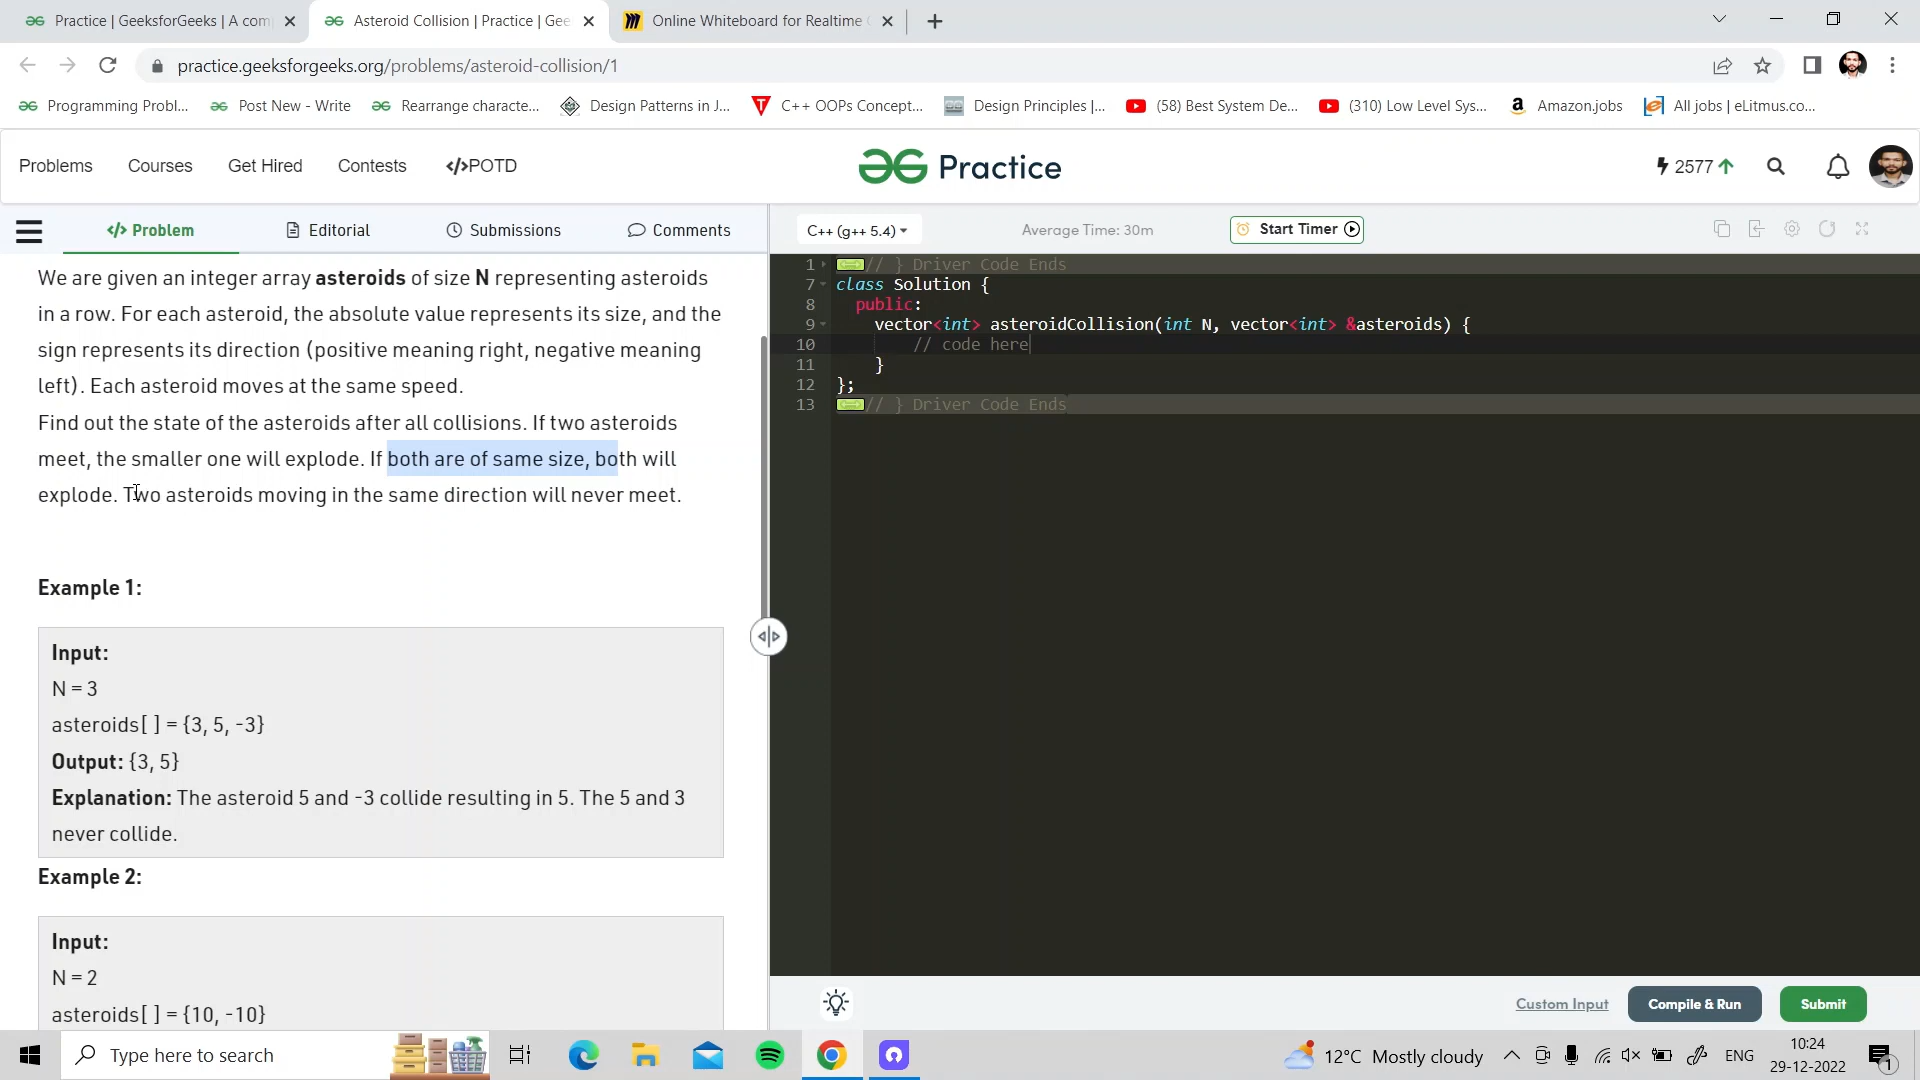 Practice | GeeksforGeeks | A com
Asteroid Collision | Practice | Gee
Online Whiteboard for Realtime C
practice.geeksforgeeks.org/problems/asteroid-collision/1
Programming Probl...
Post New - Write
Rearrange characte...
Design Patterns in J...
C++ OOPs Concept...
Design Principles |...
(58) Best System De...
(310) Low Level Sys...
Amazon.jobs
All jobs | eLitmus.co...
Problems
Courses
Get Hired
Contests
</>POTD
Practice
2577
</> Problem
Editorial
Submissions
Comments
C++ (g++ 5.4)
Average Time: 30m
Start Timer
We are given an integer array asteroids of size N representing asteroids
in a row. For each asteroid, the absolute value represents its size, and the
sign represents its direction (positive meaning right, negative meaning
left). Each asteroid moves at the same speed.
Find out the state of the asteroids after all collisions. If two asteroids
meet, the smaller one will explode. If both are of same size, both will
explode. Two asteroids moving in the same direction will never meet.
Example 1:
Input:
N = 3
asteroids[ ] = {3, 5, -3}
Output: {3, 5}
Explanation: The asteroid 5 and -3 collide resulting in 5. The 5 and 3
never collide.
Example 2:
Input:
N = 2
asteroids[ ] = {10, -10}
1 // } Driver Code Ends
7 class Solution {
8 public:
9 vector<int> asteroidCollision(int N, vector<int> &asteroids) {
10 // code here
11 }
12 };
13 // } Driver Code Ends
Custom Input
Compile & Run
Submit
Type here to search
12°C Mostly cloudy
ENG
10:24
29-12-2022
1